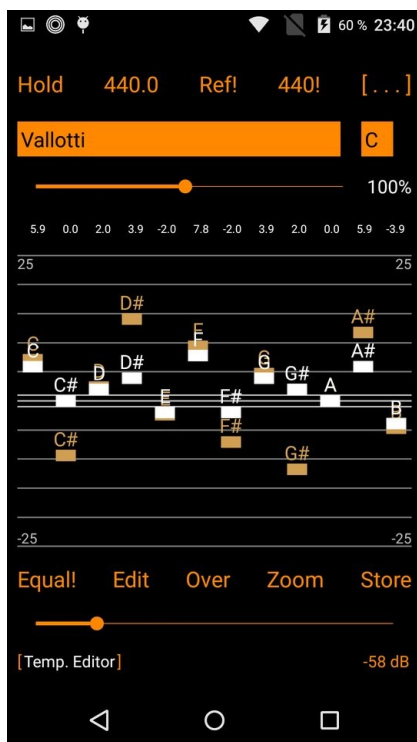 60 % 23:40
Hold 440.0 Ref! 440! [...]
Vallotti C
100%
5.9 0.0 2.0 3.9 -2.0 7.8 -2.0 3.9 2.0 0.0 5.9 -3.9
25 25
D#
A#
C E F G
C D D# G# A#
C# E F# A B
C# F# G#
-25 -25
Equal! Edit Over Zoom Store
[Temp. Editor] -58 dB